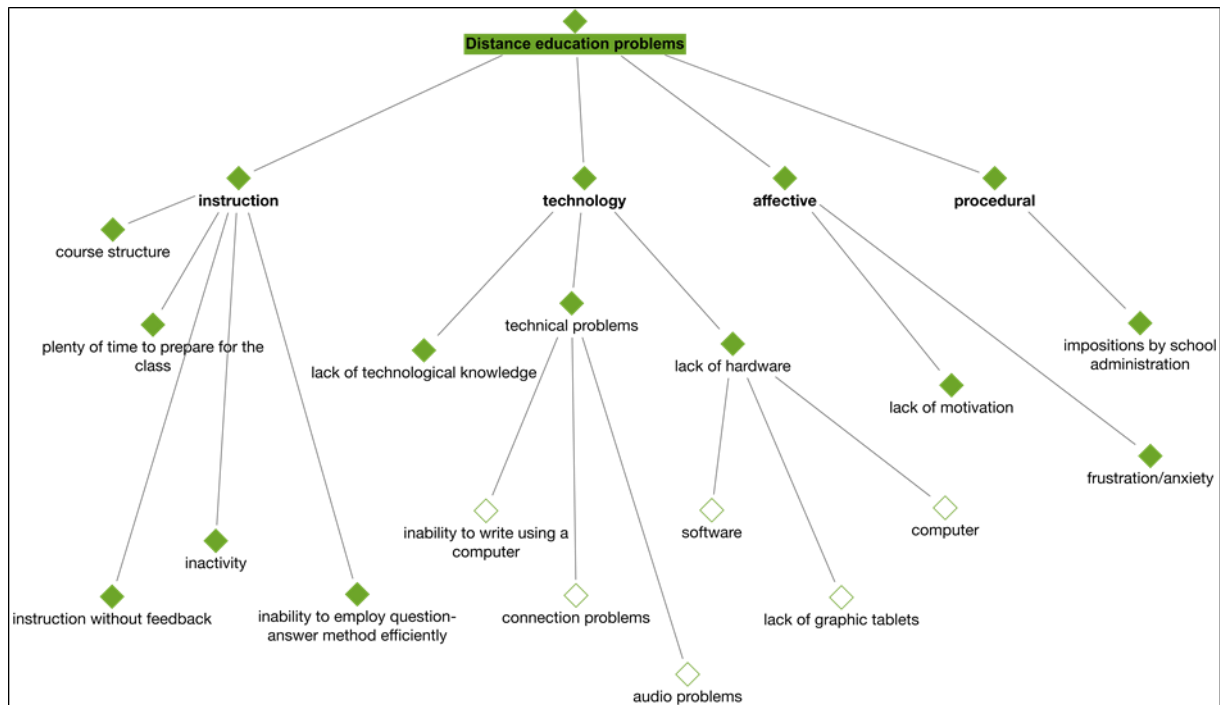 Distance education problems
instruction
technology
affective
procedural
course structure
plenty of time to prepare for the
class
technical problems
lack of technological knowledge
lack of hardware
impositions by school
administration
lack of motivation
frustration/anxiety
inability to write using a
computer
software
computer
inactivity
instruction without feedback
inability to employ question-
answer method efficiently
connection problems
lack of graphic tablets
audio problems